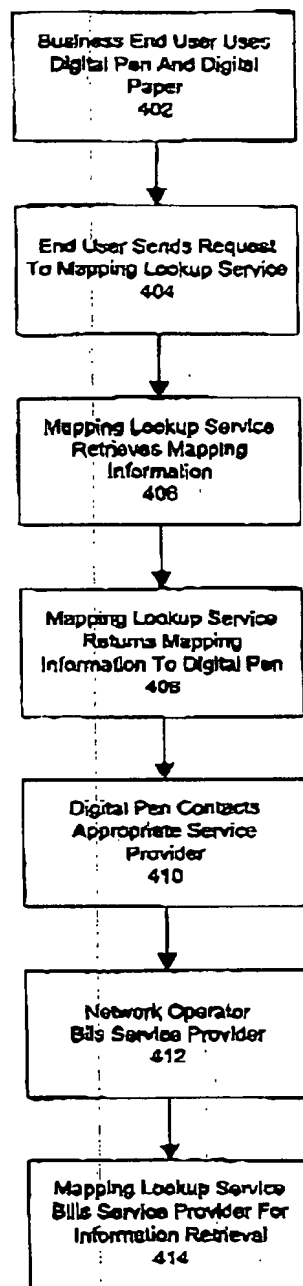 Business End User Uses
Digital Pen And Digital
Paper
402
End User Sends Request
To Mapping Lookup Service
404
Mapping Lookup Service
Retrieves Mapping
Information
406
Mapping Lookup Service
Returns Mapping
Information To Digital Pen
408
Digital Pen Contacts
Appropriate Service
Provider
410
Network Operator
Bills Service Provider
412
Mapping Lookup Service
Bills Service Provider For
Information Retrieval
414